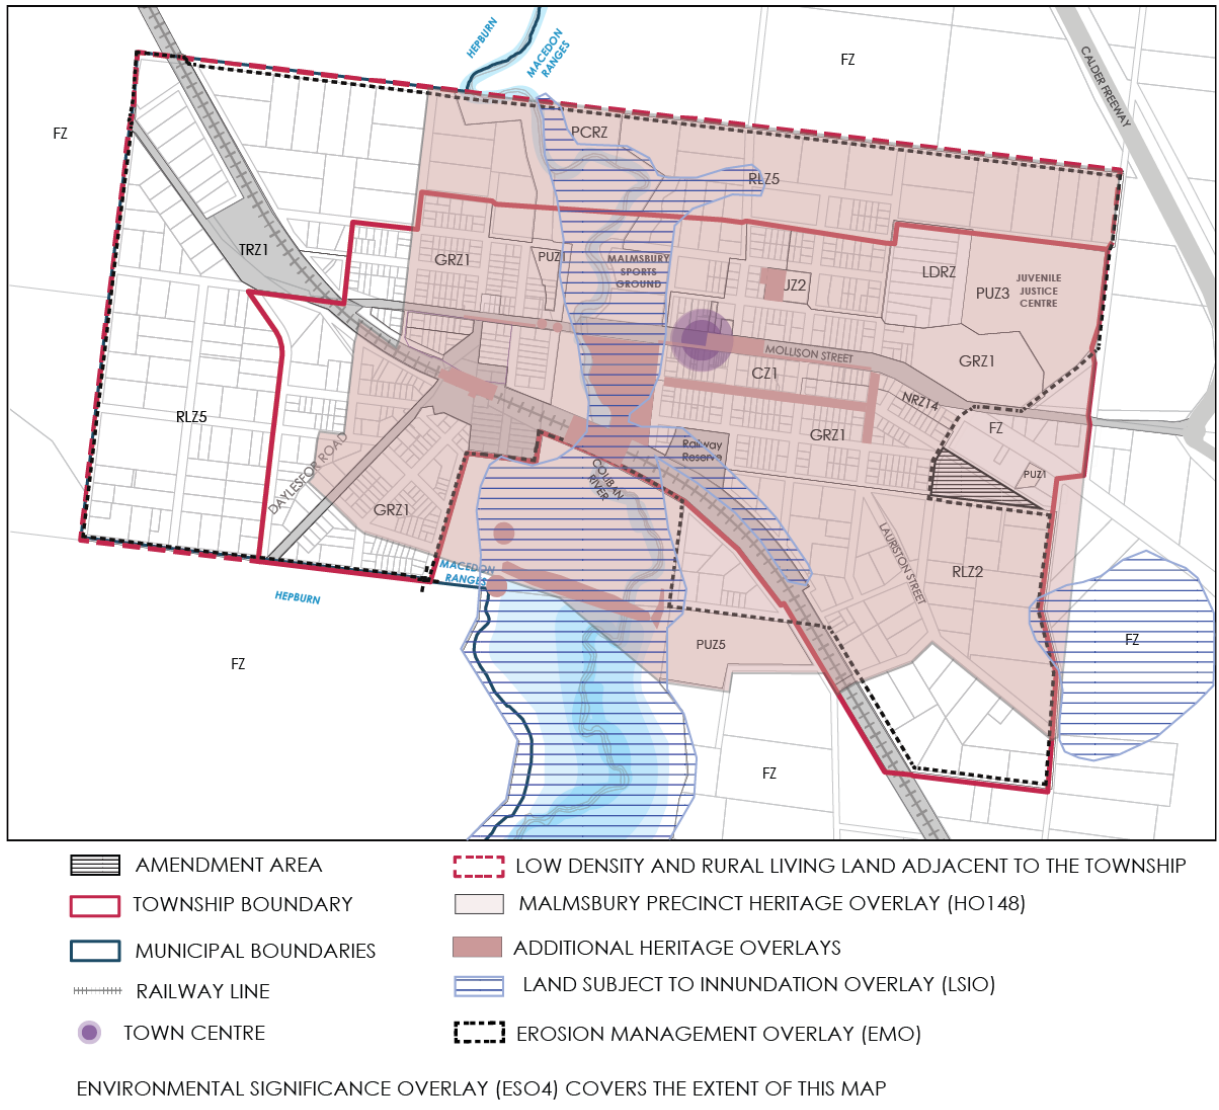 HEPBURN
MACEDON
RANGES
FZ
CALDER FREEWAY
FZ
PCRZ
RLZ5
TRZ1
GRZ1
PUZ
MALMSBURY
SPORTS
GROUND
JZ2
LDRZ
PUZ3
JUVENILE
JUSTICE
CENTRE
MOLLISON STREET
GRZ1
CZ1
NRZ14
RLZ5
DAYLESFOR ROAD
Railway
Reserve
GRZ1
FZ
PUZ1
COLIBAN
RIVER
GRZ1
LAURISTON STREET
RLZ2
MACEDON
RANGES
HEPBURN
PUZ5
FZ
FZ
FZ
AMENDMENT AREA
TOWNSHIP BOUNDARY
MUNICIPAL BOUNDARIES
RAILWAY LINE
TOWN CENTRE
LOW DENSITY AND RURAL LIVING LAND ADJACENT TO THE TOWNSHIP
MALMSBURY PRECINCT HERITAGE OVERLAY (HO148)
ADDITIONAL HERITAGE OVERLAYS
LAND SUBJECT TO INNUNDATION OVERLAY (LSIO)
EROSION MANAGEMENT OVERLAY (EMO)
ENVIRONMENTAL SIGNIFICANCE OVERLAY (ESO4) COVERS THE EXTENT OF THIS MAP